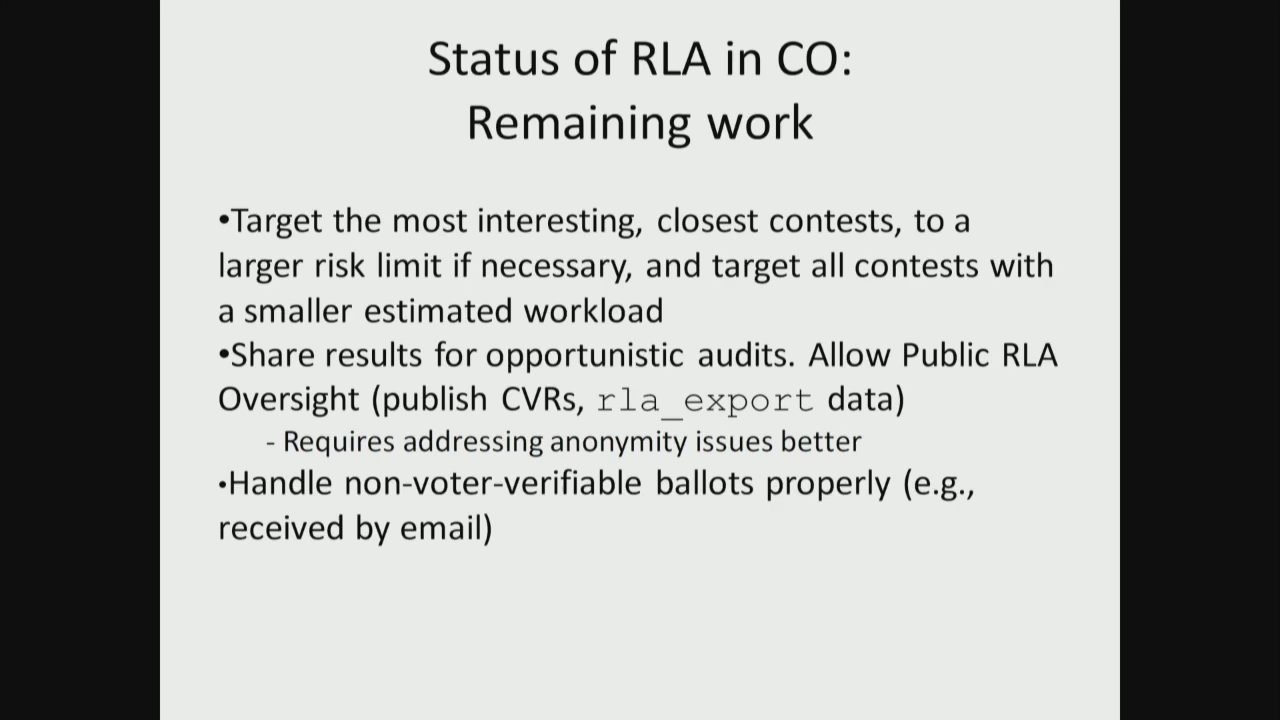 Status of RLA in CO:
Remaining work
•Target the most interesting, closest contests, to a
larger risk limit if necessary, and target all contests with
a smaller estimated workload
•Share results for opportunistic audits. Allow Public RLA
Oversight (publish CVRs, rla_export data)
- Requires addressing anonymity issues better
•Handle non-voter-verifiable ballots properly (e.g.,
received by email)